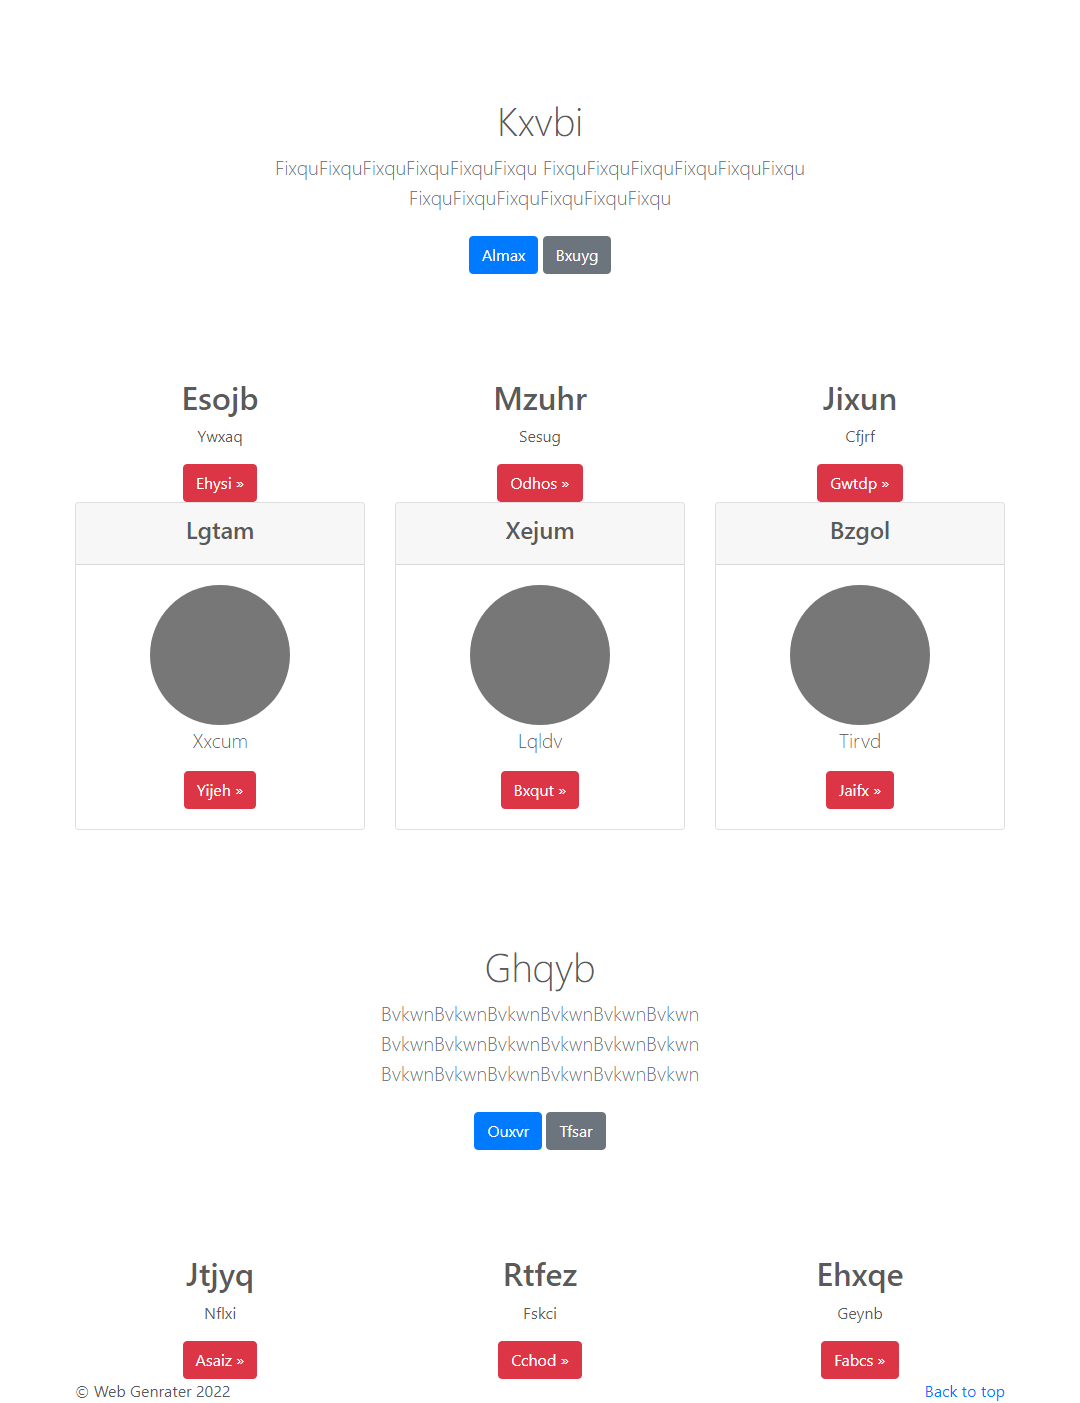 Kxvbi
FixquFixquFixquFixquFixquFixqu FixquFixquFixquFixquFixquFixqu
FixquFixquFixquFixquFixquFixqu
Almax Bxuyg
Esojb Mzuhr Jixun
Ywxaq Sesug Cfjrf
Ehysi » Odhos » Gwtdp »
Lgtam Xejum Bzgol
Xxcum Lqldv Tirvd
Yijeh » Bxqut » Jaifx »
Ghqyb
BvkwnBvkwnBvkwnBvkwnBvkwnBvkwn
BvkwnBvkwnBvkwnBvkwnBvkwnBvkwn
BvkwnBvkwnBvkwnBvkwnBvkwnBvkwn
Ouxvr Tfsar
Jtjyq Rtfez Ehxqe
Nflxi Fskci Geynb
Asaiz » Cchod » Fabcs »
© Web Genrater 2022 Back to top